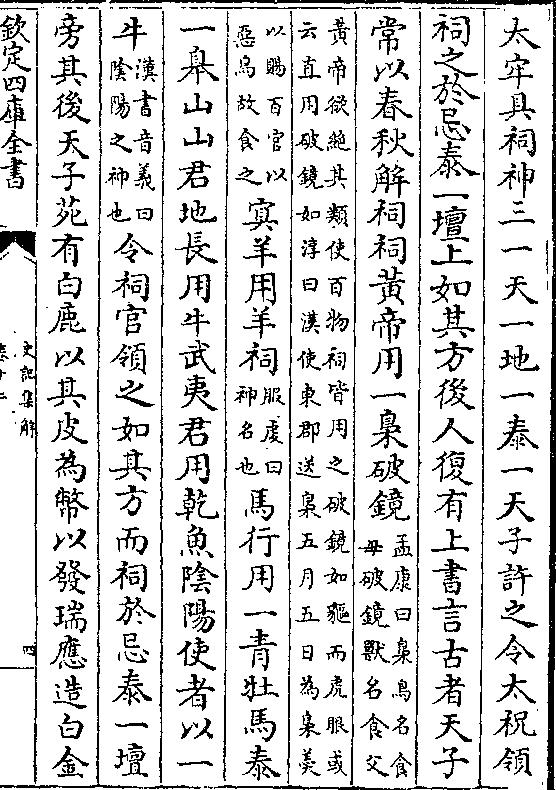 太牢具祠神三一天一地一泰一天子許之令太祝領
祠之於忌泰一壇上如其方後人復有上書言古者天子
常以春秋解祠祠黄帝用一梟破鏡孟康曰梟鳥名食
母破鏡獸名食父
黄帝欲絶其類使百物祠皆用之破鏡如貙而虎眼或
云直用破鏡如淳曰漢使東郡送梟五月五日為梟羮
以賜百官以
惡鳥故食之寘羊用羊祠服䖍曰
神名也馬行用一青牡馬泰
一皋山山君地長用牛武夷君用乾魚陰陽使者以一
牛漢書音義曰
陰陽之神也令祠官領之如其方而祠於忌泰一壇
旁其後天子苑有白鹿以其皮為幣以發瑞應造白金
欽定四庫全書
史記集解
卷十二
四